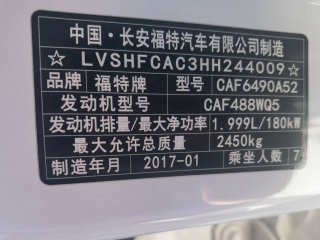 中国·长安福特汽车有限公司制造
☆LVSHFCAC3HH244009☆
品牌 福特牌 型号 CAF6490A52
发动机型号 CAF488WQ5
发动机排量/最大净功率 1.999L/180kW
最大允许总质量 2450kg
制造年月 2017-01 乘坐人数 7